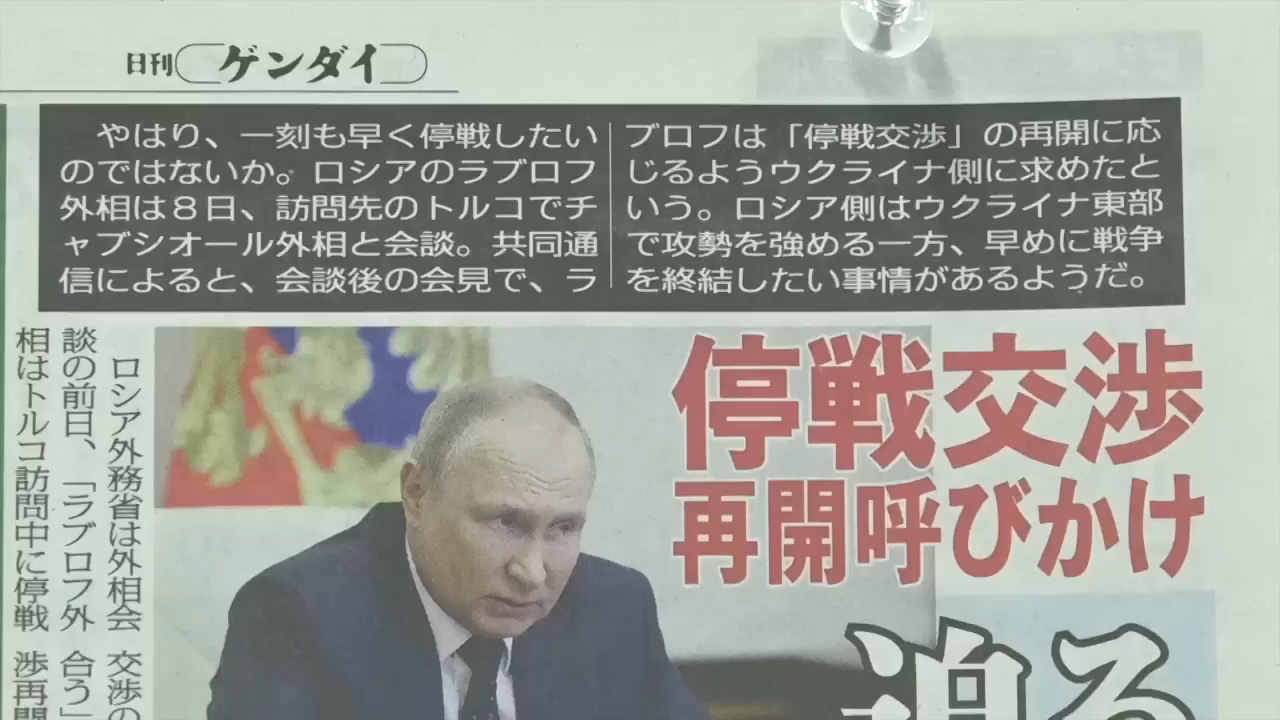 日刊ゲンダイ
やはり、一刻も早く停戦したい
のではないか。ロシアのラブロフ
外相は８日、訪問先のトルコでチ
ャブシオール外相と会談。共同通
信によると、会談後の会見で、ラ
ブロフは「停戦交渉」の再開に応
じるようウクライナ側に求めたと
いう。ロシア側はウクライナ東部
で攻勢を強める一方、早めに戦争
を終結したい事情があるようだ。
停戦交渉
再開呼びかけ
迫る
ロシア外務省は外相会
談の前日、「ラブロフ外
相はトルコ訪問中に停戦
交渉の
合う」
渉再開